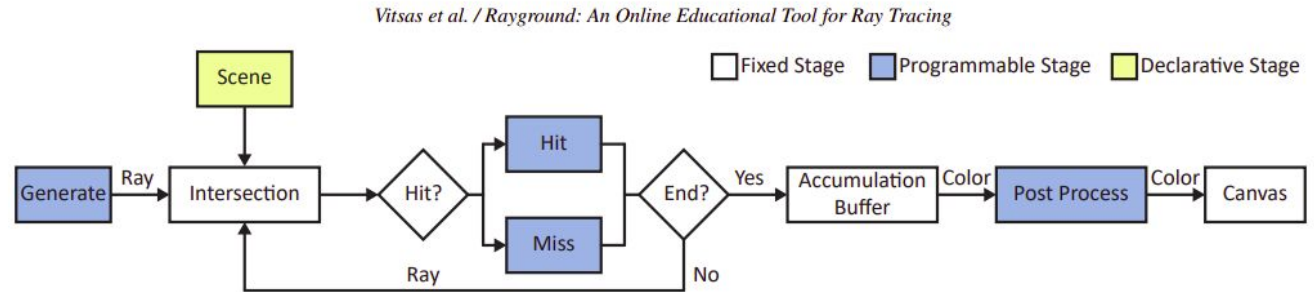 Vitsas et al. / Rayground: An Online Educational Tool for Ray Tracing
Scene
Fixed Stage
Programmable Stage
Declarative Stage
Generate
Ray
Intersection
Hit?
Hit
Miss
End?
Yes
Accumulation
Buffer
Color
Post Process
Color
Canvas
Ray
No